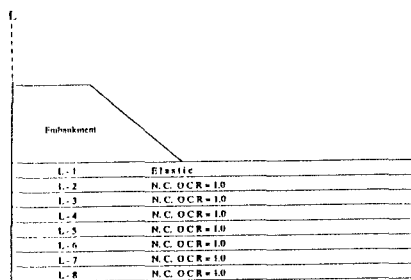 Embankment
L-1 Elastic
L-2 N.C. OCR=1.0
L-3 N.C. OCR=1.0
L-4 N.C. OCR=1.0
L-5 N.C. OCR=1.0
L-6 N.C. OCR=1.0
L-7 N.C. OCR=1.0
L-8 N.C. OCR=1.0